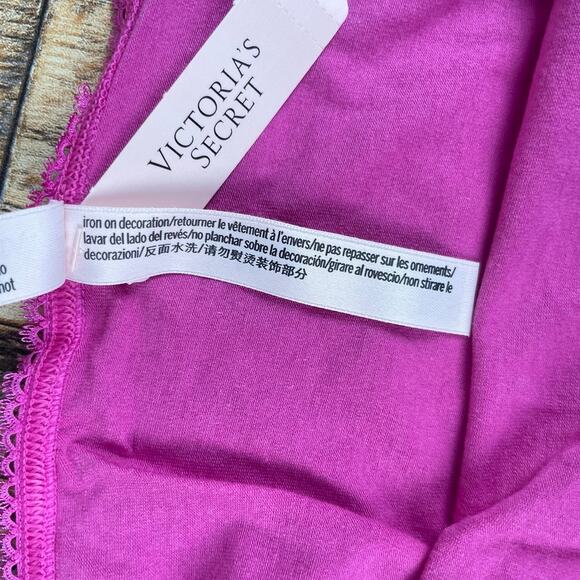 VICTORIA'S
SECRET
iron on decoration/retourner le vêtement à l'envers/ne pas repasser sur les ornements/
lavar del lado del revés/no planchar sobre la decoración/girare al rovescio/non stirare le
decorazioni/反面水洗/请勿熨烫装饰部分
not